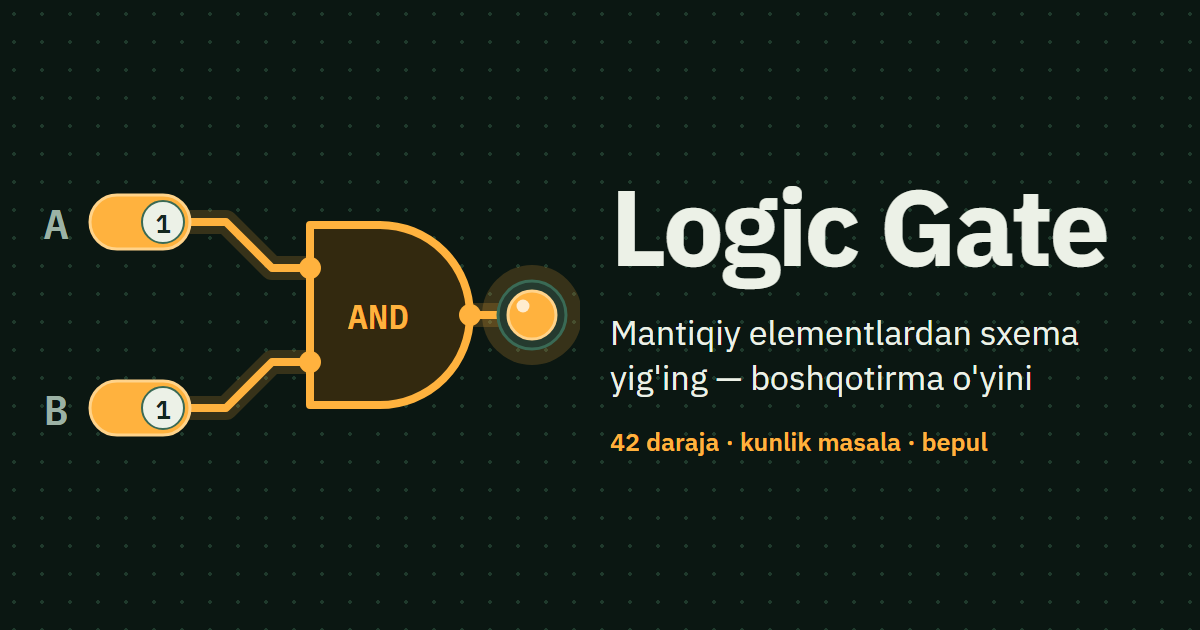 A
1
AND
B
1
Logic Gate
Mantiqiy elementlardan sxema
yig'ing — boshqotirma o'yini
42 daraja · kunlik masala · bepul